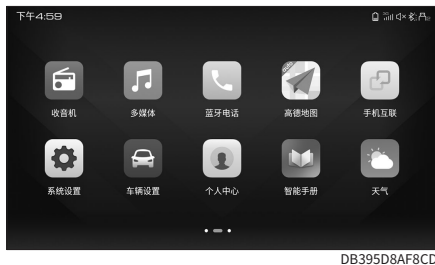 下午4:59
收音机 多媒体 蓝牙电话 高德地图 手机互联
系统设置 车辆设置 个人中心 智能手册 天气
DB395D8AF8CD